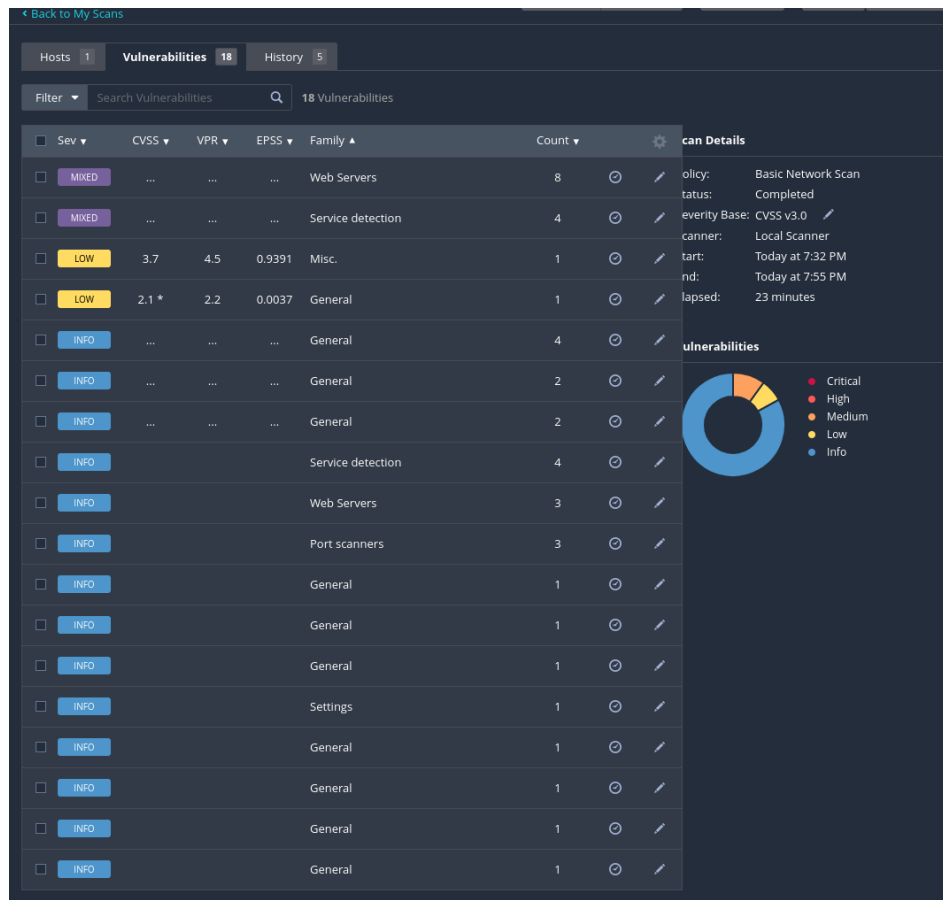 Back to My Scans
Hosts 1 Vulnerabilities 18 History 5
Filter Search Vulnerabilities 18 Vulnerabilities
Sev CVSS VPR EPSS Family Count
MIXED ... ... ... Web Servers 8
MIXED ... ... ... Service detection 4
LOW 3.7 4.5 0.9391 Misc. 1
LOW 2.1 * 2.2 0.0037 General 1
INFO ... ... ... General 4
INFO ... ... ... General 2
INFO ... ... ... General 2
INFO Service detection 4
INFO Web Servers 3
INFO Port scanners 3
INFO General 1
INFO General 1
INFO General 1
INFO Settings 1
INFO General 1
INFO General 1
INFO General 1
INFO General 1
can Details
olicy: Basic Network Scan
tatus: Completed
everity Base: CVSS v3.0
canner: Local Scanner
tart: Today at 7:32 PM
nd: Today at 7:55 PM
lapsed: 23 minutes
ulnerabilities
Critical
High
Medium
Low
Info